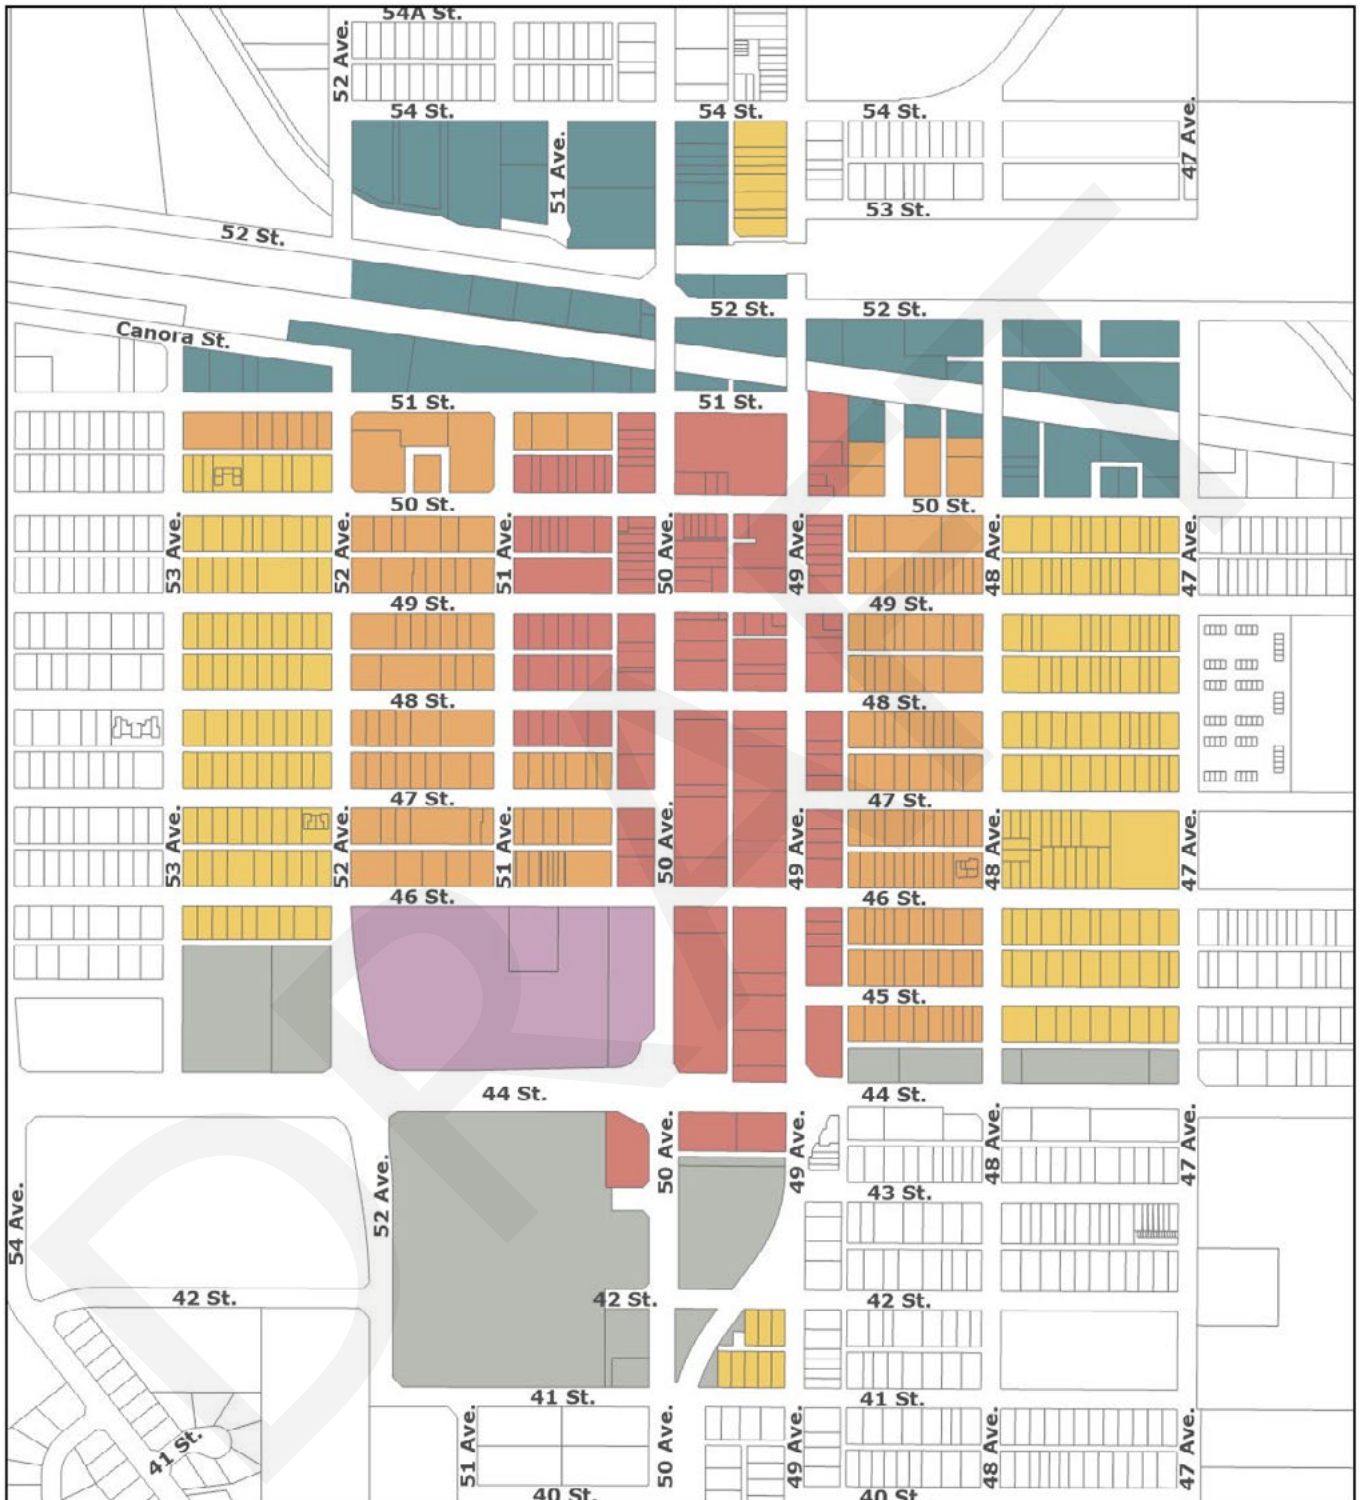 54A St.
52 Ave.
54 St.
54 St.
54 St.
51 Ave.
47 Ave.
53 St.
52 St.
52 St.
52 St.
Canora St.
51 St.
51 St.
50 St.
50 St.
53 Ave.
52 Ave.
51 Ave.
50 Ave.
49 Ave.
48 Ave.
47 Ave.
49 St.
49 St.
48 St.
48 St.
47 St.
47 St.
53 Ave.
52 Ave.
51 Ave.
50 Ave.
49 Ave.
48 Ave.
47 Ave.
46 St.
46 St.
45 St.
44 St.
44 St.
54 Ave.
52 Ave.
50 Ave.
49 Ave.
48 Ave.
47 Ave.
43 St.
42 St.
42 St.
42 St.
41 St.
41 St.
41 St.
51 Ave.
50 Ave.
49 Ave.
48 Ave.
47 Ave.
40 St.
40 St.
DRAFT